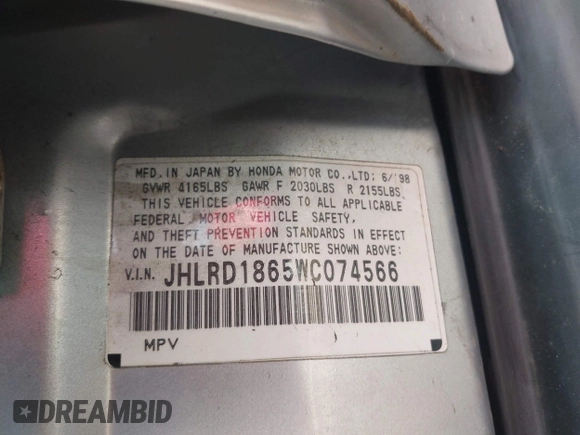 MFD. IN JAPAN BY HONDA MOTOR CO., LTD: 6/'98
GVWR 4165LBS GAWR F 2030LBS R 2155LBS
THIS VEHICLE CONFORMS TO ALL APPLICABLE
FEDERAL MOTOR VEHICLE SAFETY,
AND THEFT PREVENTION STANDARDS IN EFFECT
ON THE DATE OF MANUFACTURE SHOWN ABOVE:
V.I.N. JHLRD1865WC074566
MPV
DREAMBID